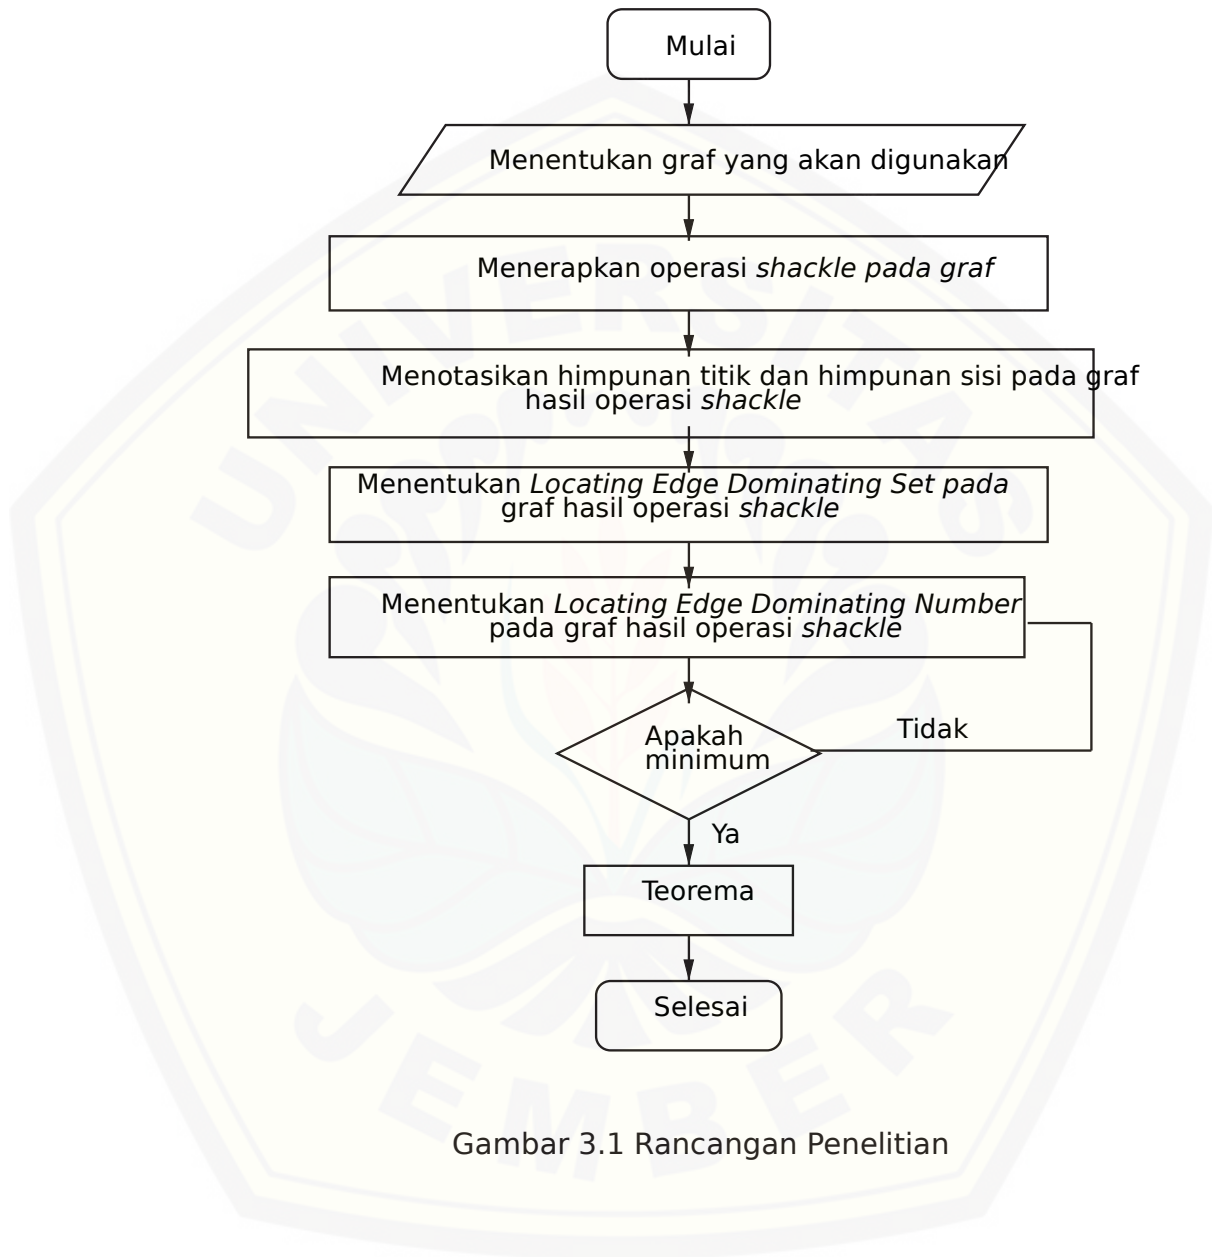 Mulai
Menentukan graf yang akan digunakan
Menerapkan operasi shackle pada graf
Menotasikan himpunan titik dan himpunan sisi pada graf
hasil operasi shackle
Menentukan Locating Edge Dominating Set pada
graf hasil operasi shackle
Menentukan Locating Edge Dominating Number
pada graf hasil operasi shackle
Apakah
minimum
Tidak
Ya
Teorema
Selesai
Gambar 3.1 Rancangan Penelitian
UNIVERSITAS
JEMBER